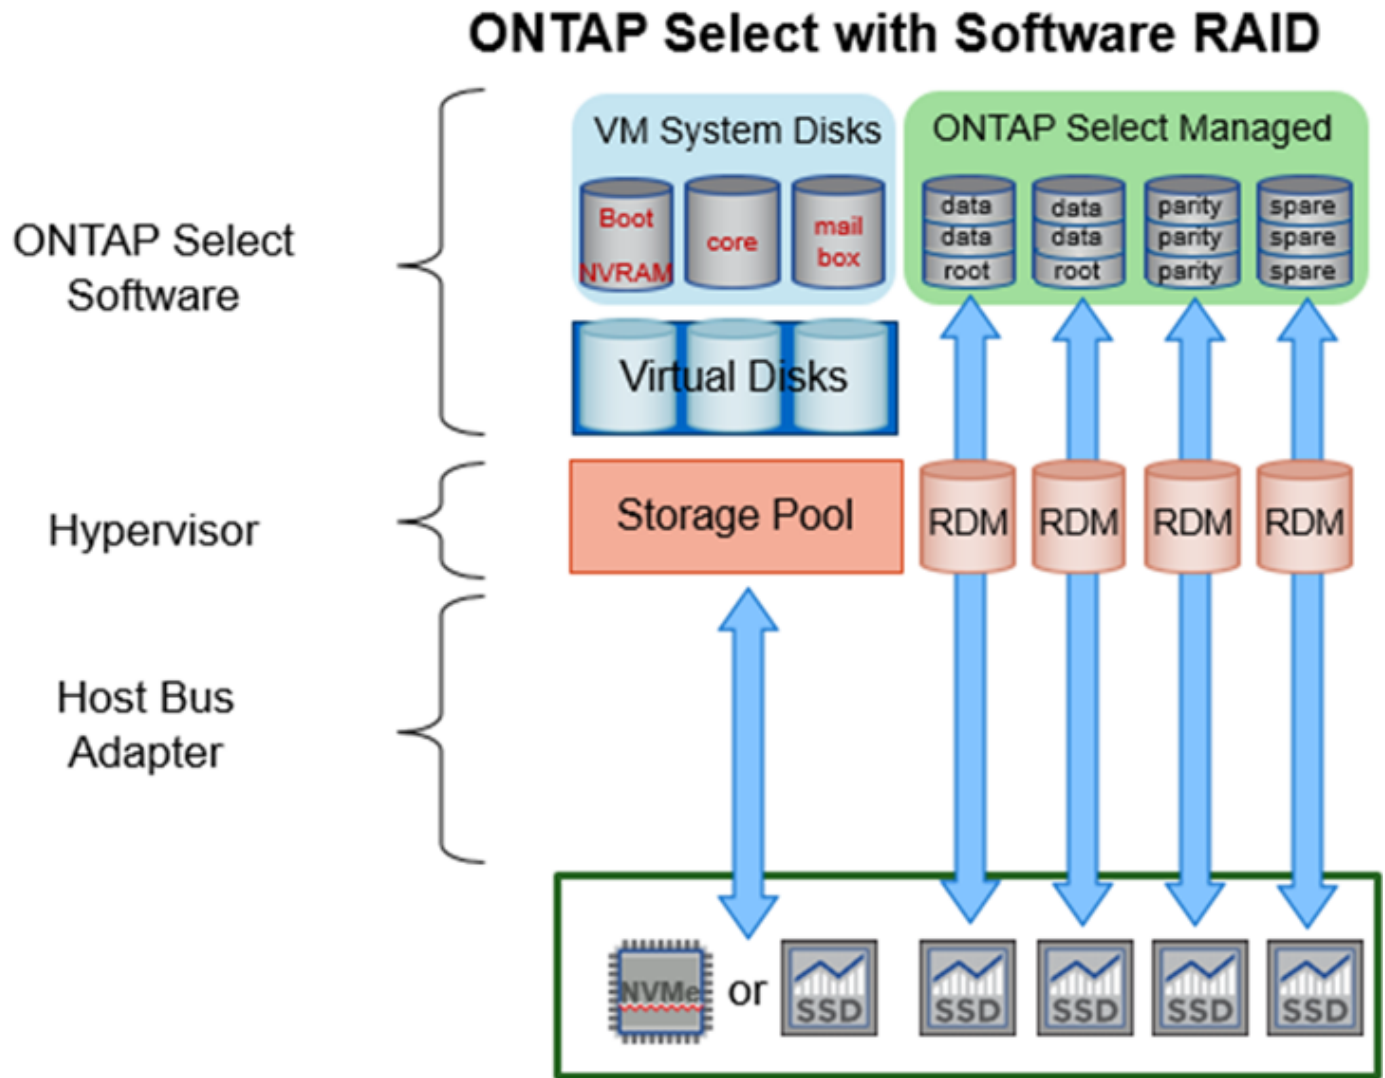 ONTAP Select with Software RAID
VM System Disks
ONTAP Select Managed
Boot
NVRAM
core
mail
box
data
data
root
data
data
root
parity
parity
parity
spare
spare
spare
ONTAP Select
Software
Virtual Disks
Hypervisor
Storage Pool
RDM
RDM
RDM
RDM
Host Bus
Adapter
NVMe
or
SSD
SSD
SSD
SSD
SSD